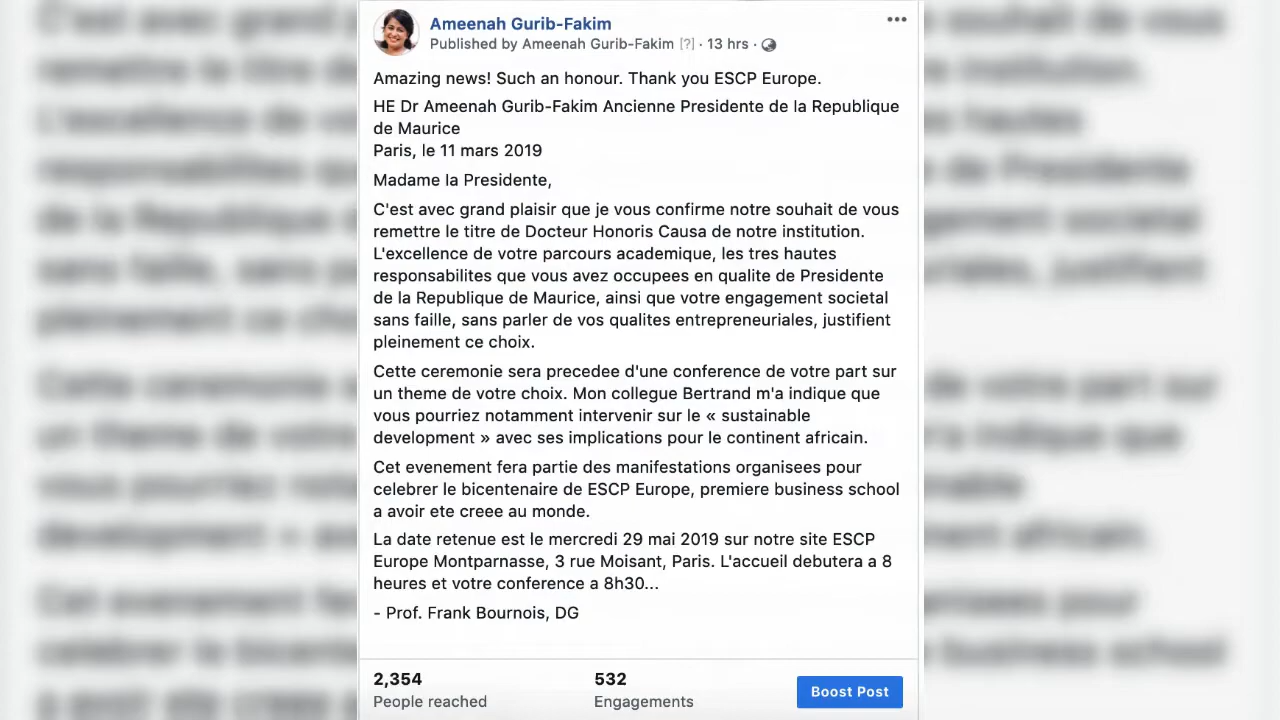 Ameenah Gurib-Fakim
Published by Ameenah Gurib-Fakim [?] · 13 hrs ·
Amazing news! Such an honour. Thank you ESCP Europe.
HE Dr Ameenah Gurib-Fakim Ancienne Presidente de la Republique
de Maurice
Paris, le 11 mars 2019
Madame la Presidente,
C'est avec grand plaisir que je vous confirme notre souhait de vous
remettre le titre de Docteur Honoris Causa de notre institution.
L'excellence de votre parcours academique, les tres hautes
responsabilites que vous avez occupees en qualite de Presidente
de la Republique de Maurice, ainsi que votre engagement societal
sans faille, sans parler de vos qualites entrepreneuriales, justifient
pleinement ce choix.
Cette ceremonie sera precedee d'une conference de votre part sur
un theme de votre choix. Mon collegue Bertrand m'a indique que
vous pourriez notamment intervenir sur le « sustainable
development » avec ses implications pour le continent africain.
Cet evenement fera partie des manifestations organisees pour
celebrer le bicentenaire de ESCP Europe, premiere business school
a avoir ete creee au monde.
La date retenue est le mercredi 29 mai 2019 sur notre site ESCP
Europe Montparnasse, 3 rue Moisant, Paris. L'accueil debutera a 8
heures et votre conference a 8h30...
- Prof. Frank Bournois, DG
2,354
People reached
532
Engagements
Boost Post